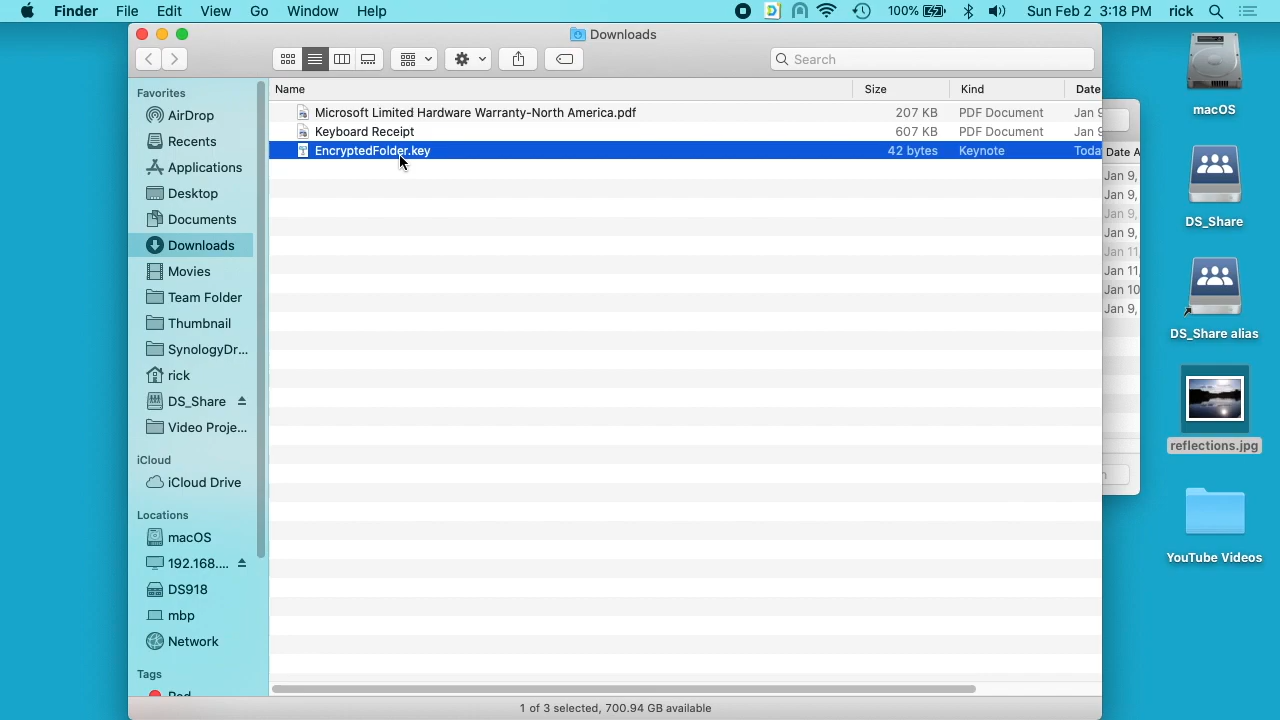 Finder File Edit View Go Window Help 100% Sun Feb 2 3:18 PM rick
Downloads
Search
Favorites
AirDrop
Recents
Applications
Desktop
Documents
Downloads
Movies
Team Folder
Thumbnail
SynologyDr...
rick
DS_Share
Video Proje...
iCloud
iCloud Drive
Locations
macOS
192.168....
DS918
mbp
Network
Tags
Name Size Kind Date
Microsoft Limited Hardware Warranty-North America.pdf 207 KB PDF Document Jan 9
Keyboard Receipt 607 KB PDF Document Jan 9
EncryptedFolder.key 42 bytes Keynote Toda
1 of 3 selected, 700.94 GB available
Date A
Jan 9,
Jan 9,
Jan 9,
Jan 9,
Jan 11,
Jan 11,
Jan 10
Jan 9,
macOS
DS_Share
DS_Share alias
reflections.jpg
YouTube Videos